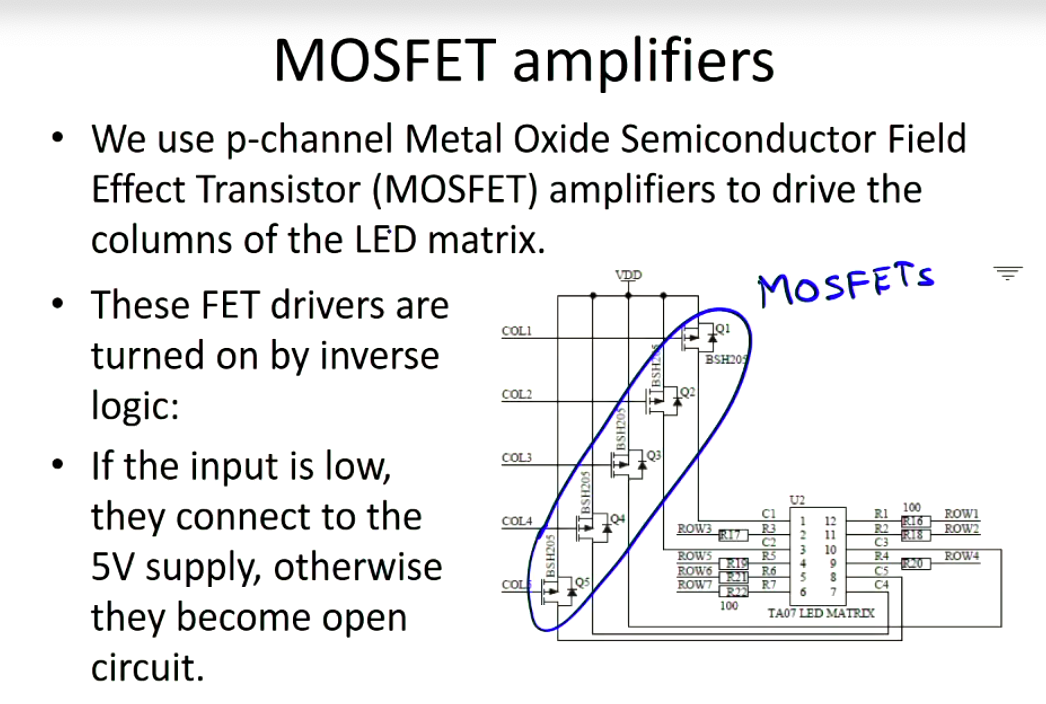 MOSFET amplifiers
• We use p-channel Metal Oxide Semiconductor Field
Effect Transistor (MOSFET) amplifiers to drive the
columns of the LED matrix.
• These FET drivers are
turned on by inverse
logic:
• If the input is low,
they connect to the
5V supply, otherwise
they become open
circuit.
MOSFETs
VDD
COL1
Q1
BSH205
COL2
BSH205
Q2
COL3
BSH205
Q3
COL4
BSH205
Q4
COL5
BSH205
Q5
U2
C1 1 12 R1 100 R16 ROW1
ROW3 R17 R3 2 11 R2 R18 ROW2
C2 3 10 C3
ROW5 R19 R5 4 9 R4 R20 ROW4
ROW6 R21 R6 5 8 C5
ROW7 R22 R7 6 7 C4
100
TA07 LED MATRIX